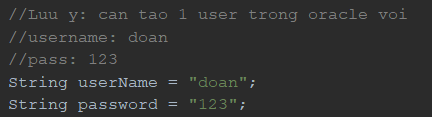 //Luu y: can tao 1 user trong oracle voi
//username: doan
//pass: 123
String userName = "doan";
String password = "123";